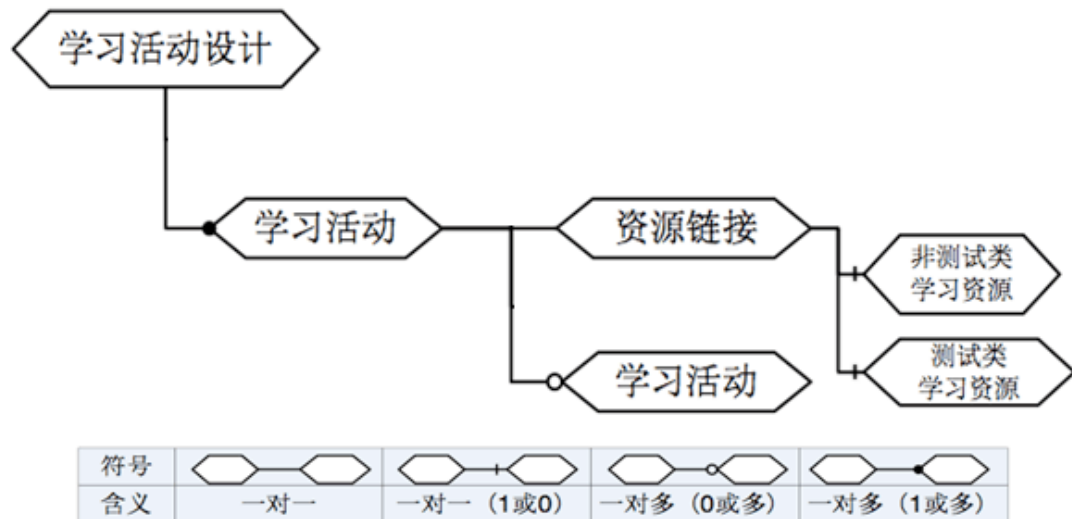 学习活动设计
学习活动
资源链接
非测试类
学习资源
学习活动
测试类
学习资源
符号
含义 一对一 一对一（1或0） 一对多（0或多） 一对多（1或多）